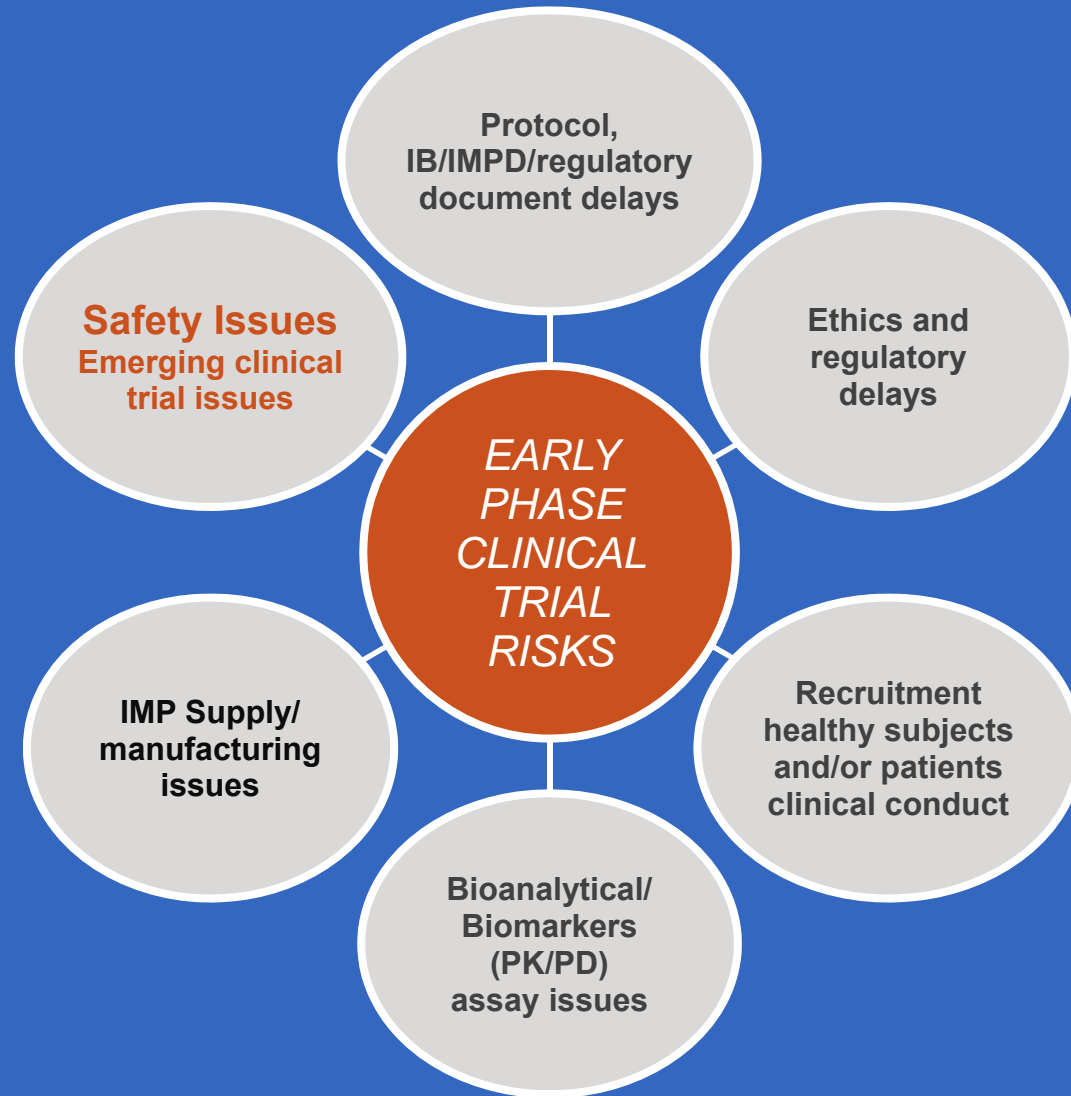 Protocol,
IB/IMPD/regulatory
document delays
Safety Issues
Emerging clinical
trial issues
Ethics and
regulatory
delays
EARLY
PHASE
CLINICAL
TRIAL
RISKS
IMP Supply/
manufacturing
issues
Recruitment
healthy subjects
and/or patients
clinical conduct
Bioanalytical/
Biomarkers
(PK/PD)
assay issues